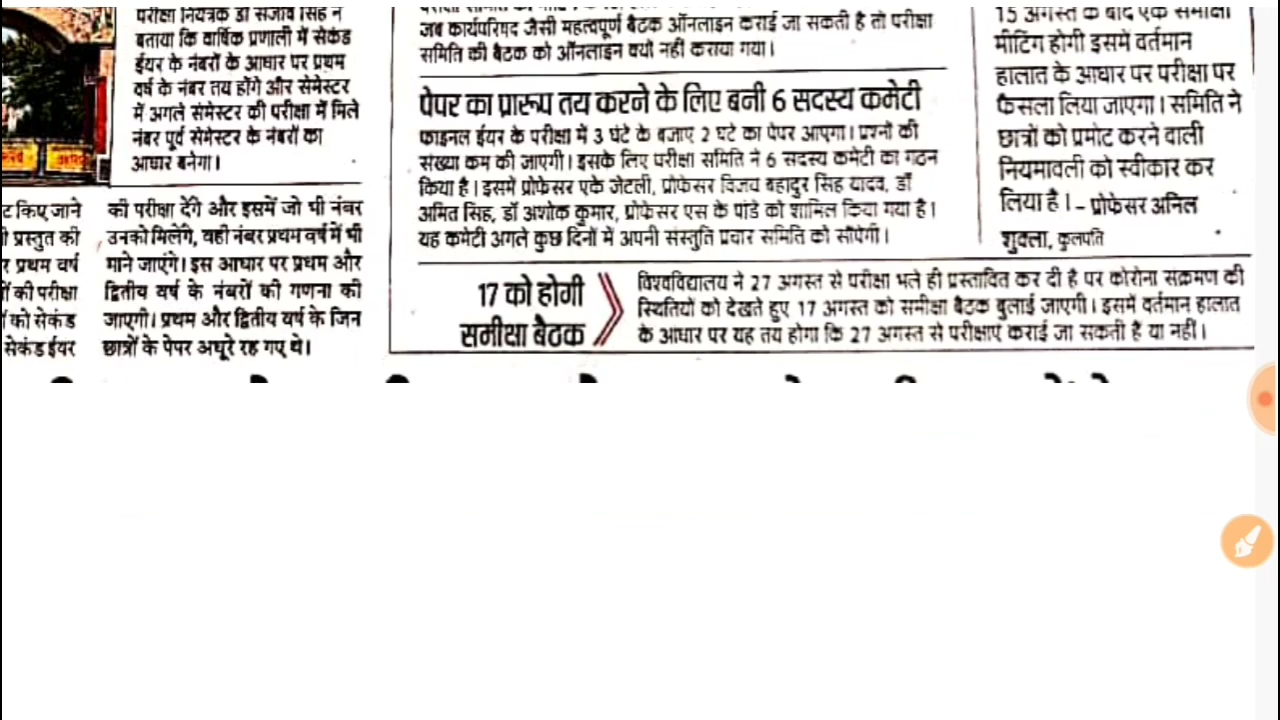 परीक्षा नियंत्रक डॉ संजीव सिंह ने
बताया कि वार्षिक प्रणाली में सेकंड
ईयर के नंबरों के आधार पर प्रथम
वर्ष के नंबर तय होंगे और सेमेस्टर
में अगले सेमेस्टर की परीक्षा में मिले
नंबर पूर्व सेमेस्टर के नंबरों का
आधार बनेगा।
ट किए जाने
प्रस्तुत की
र प्रथम वर्ष
की परीक्षा
को सेकंड
सेकंड ईयर
की परीक्षा देंगे और इसमें जो भी नंबर
उनको मिलेंगे, वही नंबर प्रथम वर्ष में भी
माने जाएंगे। इस आधार पर प्रथम और
द्वितीय वर्ष के नंबरों की गणना की
जाएगी। प्रथम और द्वितीय वर्ष के जिन
छात्रों के पेपर अधूरे रह गए थे।
जब कार्यपरिषद जैसी महत्वपूर्ण बैठक ऑनलाइन कराई जा सकती है तो परीक्षा
समिति की बैठक को ऑनलाइन क्यों नहीं कराया गया।
पेपर का प्रारूप तय करने के लिए बनी 6 सदस्य कमेटी
फाइनल ईयर के परीक्षा में 3 घंटे के बजाए 2 घंटे का पेपर आएगा। प्रश्नों की
संख्या कम की जाएगी। इसके लिए परीक्षा समिति ने 6 सदस्य कमेटी का गठन
किया है। इसमें प्रोफेसर एके जेटली, प्रोफेसर विजय बहादुर सिंह यादव, डॉ
अमित सिंह, डॉ अशोक कुमार, प्रोफेसर एस के पांडे को शामिल किया गया है।
यह कमेटी अगले कुछ दिनों में अपनी संस्तुति प्रचार समिति को सौंपेगी।
15 अगस्त के बाद एक समीक्षा
मीटिंग होगी इसमें वर्तमान
हालात के आधार पर परीक्षा पर
फैसला लिया जाएगा। समिति ने
छात्रों को प्रमोट करने वाली
नियमावली को स्वीकार कर
लिया है।- प्रोफेसर अनिल
शुक्ला, कुलपति
17 को होगी
समीक्षा बैठक
विश्वविद्यालय ने 27 अगस्त से परीक्षा भले ही प्रस्तावित कर दी है पर कोरोना संक्रमण की
स्थितियों को देखते हुए 17 अगस्त को समीक्षा बैठक बुलाई जाएगी। इसमें वर्तमान हालात
के आधार पर यह तय होगा कि 27 अगस्त से परीक्षाएं कराई जा सकती हैं या नहीं।